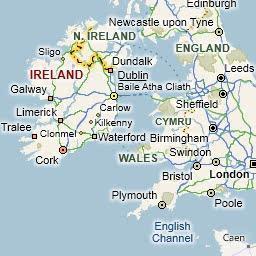 Edinburgh
Newcastle upon Tyne
N. IRELAND
ENGLAND
Sligo
Dundalk
IRELAND
Dublin
Leeds
Galway
Baile Atha Cliath
Carlow
Sheffield
Limerick
Kilkenny
CYMRU
Tralee
Clonmel
Waterford
Birmingham
Cork
WALES
Swindon
Bristol
London
Plymouth
Poole
English
Channel
Caen